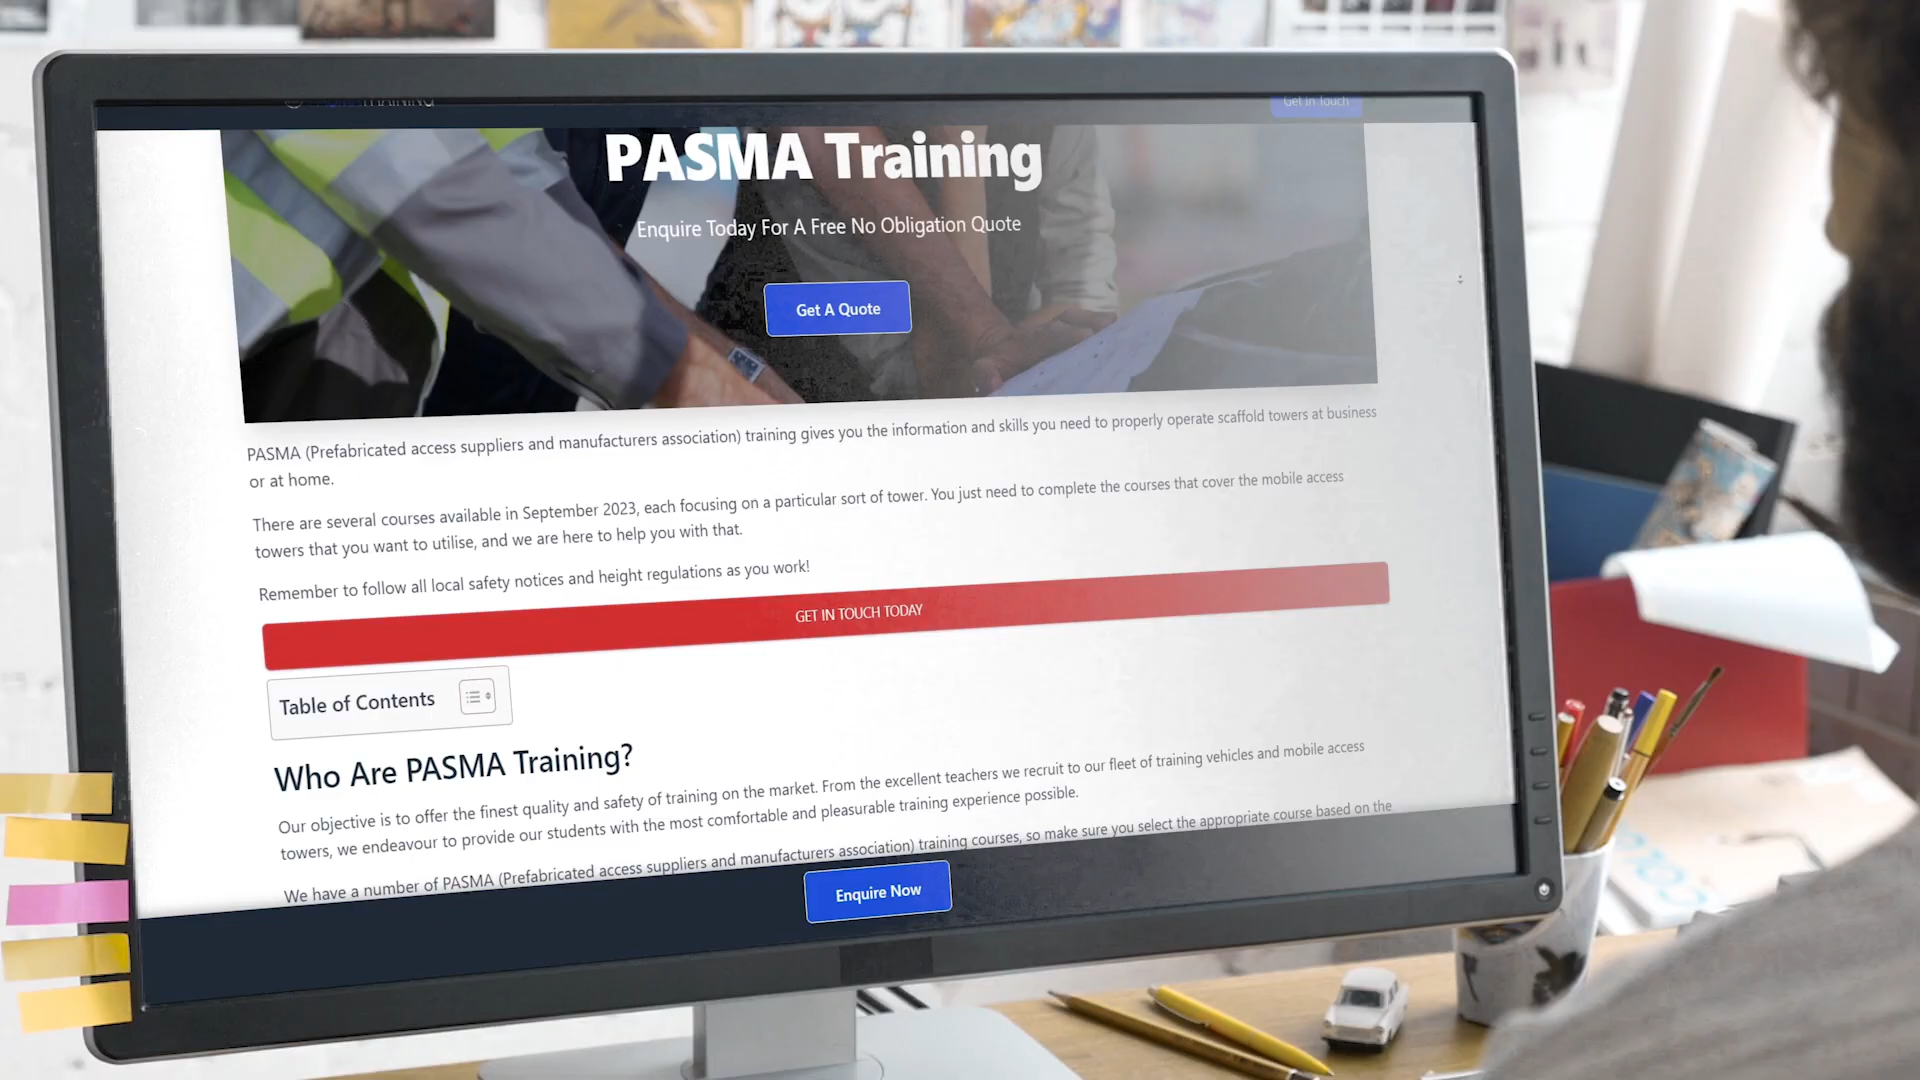 TRAINING
Get In Touch
PASMA Training
Enquire Today For A Free No Obligation Quote
Get A Quote
PASMA (Prefabricated access suppliers and manufacturers association) training gives you the information and skills you need to properly operate scaffold towers at business
or at home.
There are several courses available in September 2023, each focusing on a particular sort of tower. You just need to complete the courses that cover the mobile access
towers that you want to utilise, and we are here to help you with that.
Remember to follow all local safety notices and height regulations as you work!
GET IN TOUCH TODAY
Table of Contents
Who Are PASMA Training?
Our objective is to offer the finest quality and safety of training on the market. From the excellent teachers we recruit to our fleet of training vehicles and mobile access
towers, we endeavour to provide our students with the most comfortable and pleasurable training experience possible.
We have a number of PASMA (Prefabricated access suppliers and manufacturers association) training courses, so make sure you select the appropriate course based on the
Enquire Now